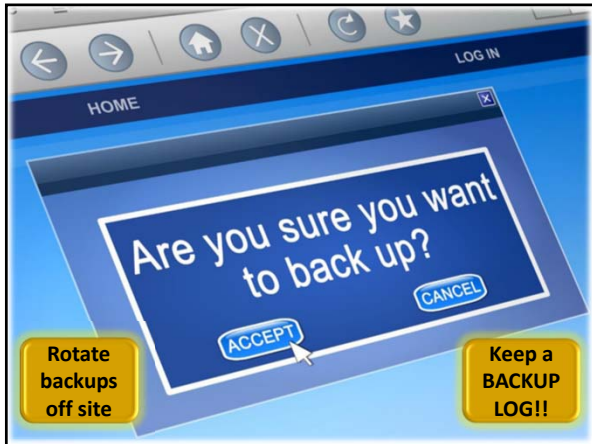 HOME
LOG IN
Are you sure you want
to back up?
ACCEPT
CANCEL
Rotate
backups
off site
Keep a
BACKUP
LOG!!